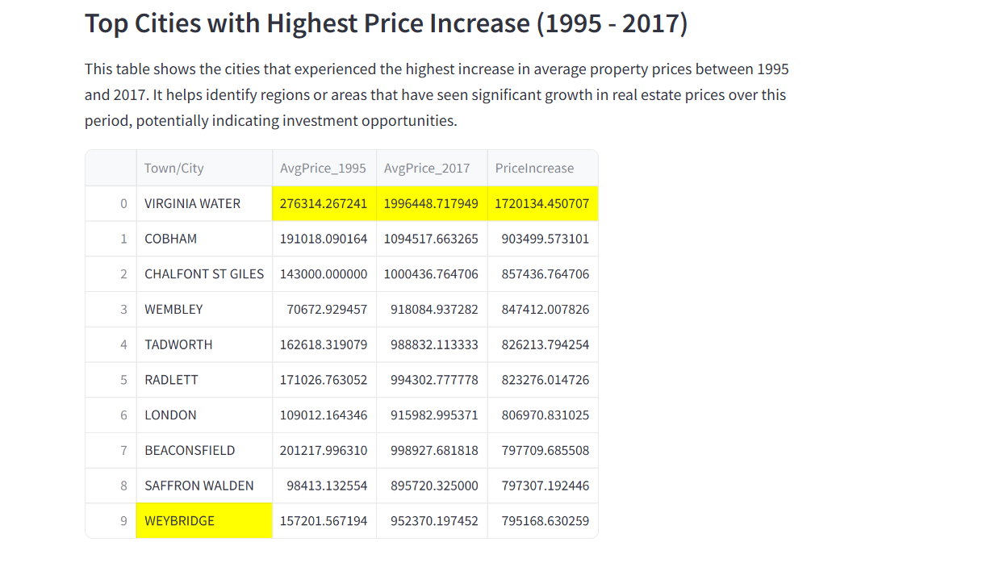 Top Cities with Highest Price Increase (1995 - 2017)
This table shows the cities that experienced the highest increase in average property prices between 1995
and 2017. It helps identify regions or areas that have seen significant growth in real estate prices over this
period, potentially indicating investment opportunities.
Town/City AvgPrice_1995 AvgPrice_2017 PriceIncrease
0 VIRGINIA WATER 276314.267241 1996448.717949 1720134.450707
1 COBHAM 191018.090164 1094517.663265 903499.573101
2 CHALFONT ST GILES 143000.000000 1000436.764706 857436.764706
3 WEMBLEY 70672.929457 918084.937282 847412.007826
4 TADWORTH 162618.319079 988832.113333 826213.794254
5 RADLETT 171026.763052 994302.777778 823276.014726
6 LONDON 109012.164346 915982.995371 806970.831025
7 BEACONSFIELD 201217.996310 998927.681818 797709.685508
8 SAFFRON WALDEN 98413.132554 895720.325000 797307.192446
9 WEYBRIDGE 157201.567194 952370.197452 795168.630259